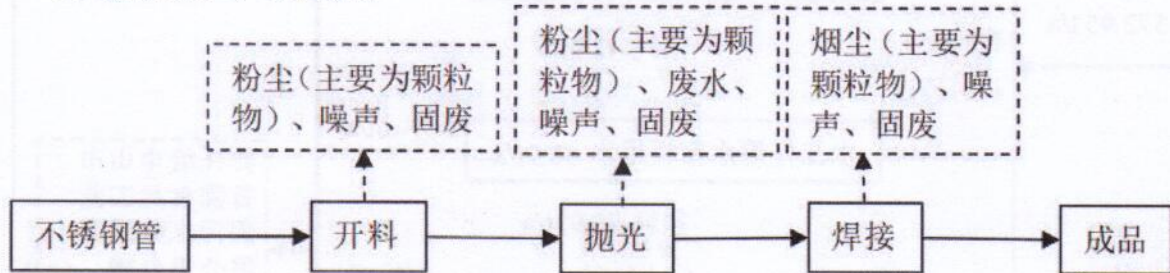 粉尘（主要为颗粒
物）、噪声、固废
粉尘（主要为颗
粒物）、废水、
噪声、固废
烟尘（主要为
颗粒物）、噪
声、固废
不锈钢管
开料
抛光
焊接
成品